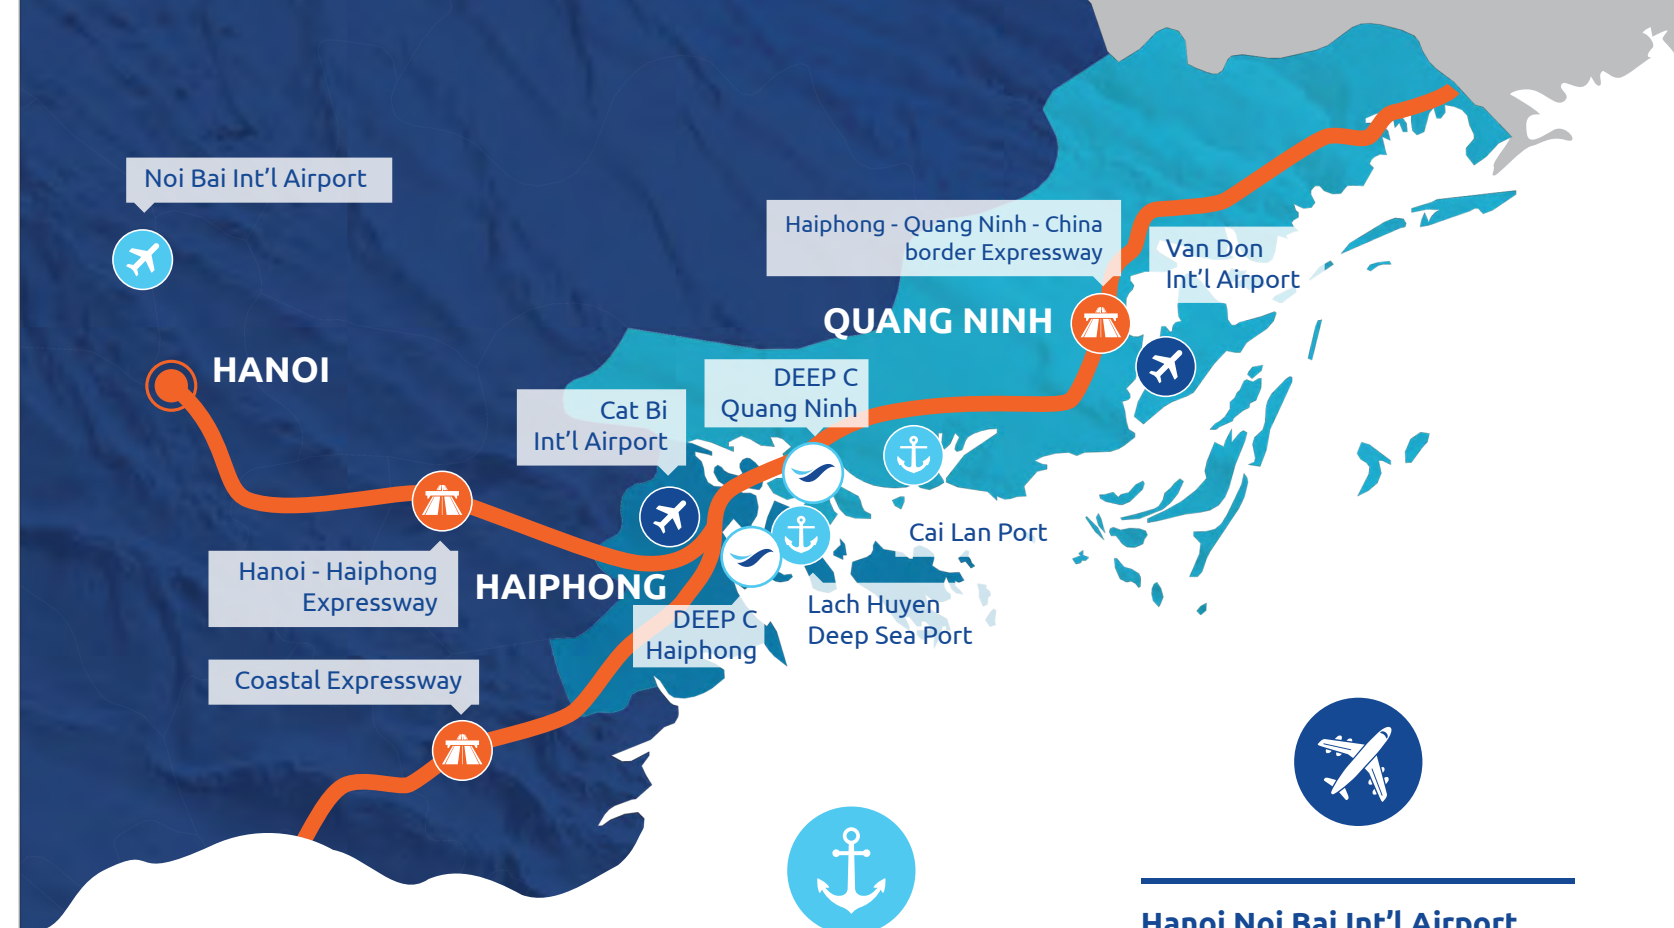 Noi Bai Int’l Airport
Haiphong - Quang Ninh - China
border Expressway
Van Don
Int’l Airport
QUANG NINH
HANOI
DEEP C
Quang Ninh
Cat Bi
Int’l Airport
Cai Lan Port
Hanoi - Haiphong
Expressway
HAIPHONG
Lach Huyen
Deep Sea Port
DEEP C
Haiphong
Coastal Expressway
Hanoi Noi Bai Int’l Airport